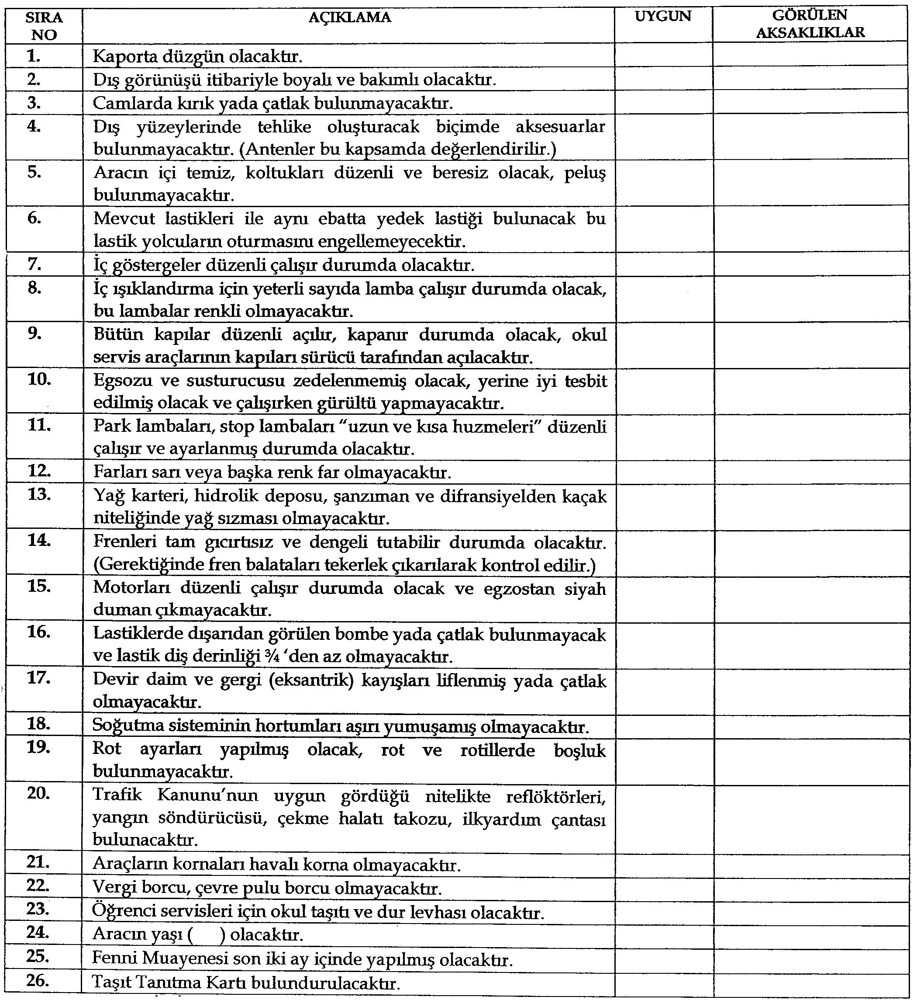 SIRA NO AÇIKLAMA UYGUN GÖRÜLEN AKSAKLIKLAR
1. Kaporta düzgün olacaktır.
2. Dış görünüşü itibariyle boyalı ve bakımlı olacaktır.
3. Camlarda kırık yada çatlak bulunmayacaktır.
4. Dış yüzeylerinde tehlike oluşturacak biçimde aksesuarlar
bulunmayacaktır. (Antenler bu kapsamda değerlendirilir.)
5. Aracın içi temiz, koltukları düzenli ve beresiz olacak, peluş
bulunmayacaktır.
6. Mevcut lastikleri ile aynı ebatta yedek lastiği bulunacak bu
lastik yolcuların oturmasını engellemeyecektir.
7. İç göstergeler düzenli çalışır durumda olacaktır.
8. İç ışıklandırma için yeterli sayıda lamba çalışır durumda olacak,
bu lambalar renkli olmayacaktır.
9. Bütün kapılar düzenli açılır, kapanır durumda olacak, okul
servis araçlarının kapıları sürücü tarafından açılacaktır.
10. Egsozu ve susturucusu zedelenmemiş olacak, yerine iyi tesbit
edilmiş olacak ve çalışırken gürültü yapmayacaktır.
11. Park lambaları, stop lambaları "uzun ve kısa huzmeleri" düzenli
çalışır ve ayarlanmış durumda olacaktır.
12. Farları sarı veya başka renk far olmayacaktır.
13. Yağ karteri, hidrolik deposu, şanzıman ve difransiyelden kaçak
niteliğinde yağ sızması olmayacaktır.
14. Frenleri tam gıcırtısız ve dengeli tutabilir durumda olacaktır.
(Gerektiğinde fren balataları tekerlek çıkarılarak kontrol edilir.)
15. Motorları düzenli çalışır durumda olacak ve egzostan siyah
duman çıkmayacaktır.
16. Lastiklerde dışarıdan görülen bombe yada çatlak bulunmayacak
ve lastik diş derinliği ¾ 'den az olmayacaktır.
17. Devir daim ve gergi (eksantrik) kayışları liflenmiş yada çatlak
olmayacaktır.
18. Soğutma sisteminin hortumları aşırı yumuşamış olmayacaktır.
19. Rot ayarları yapılmış olacak, rot ve rotillerde boşluk
bulunmayacaktır.
20. Trafik Kanunu'nun uygun gördüğü nitelikte reflöktörleri,
yangın söndürücüsü, çekme halatı takozu, ilkyardım çantası
bulunacaktır.
21. Araçların kornaları havalı korna olmayacaktır.
22. Vergi borcu, çevre pulu borcu olmayacaktır.
23. Öğrenci servisleri için okul taşıtı ve dur levhası olacaktır.
24. Aracın yaşı ( ) olacaktır.
25. Fenni Muayenesi son iki ay içinde yapılmış olacaktır.
26. Taşıt Tanıtma Kartı bulundurulacaktır.